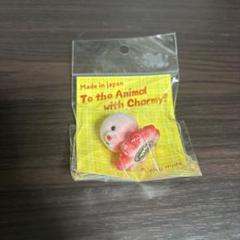 Made in Japan
To the Animal
with Charmy!